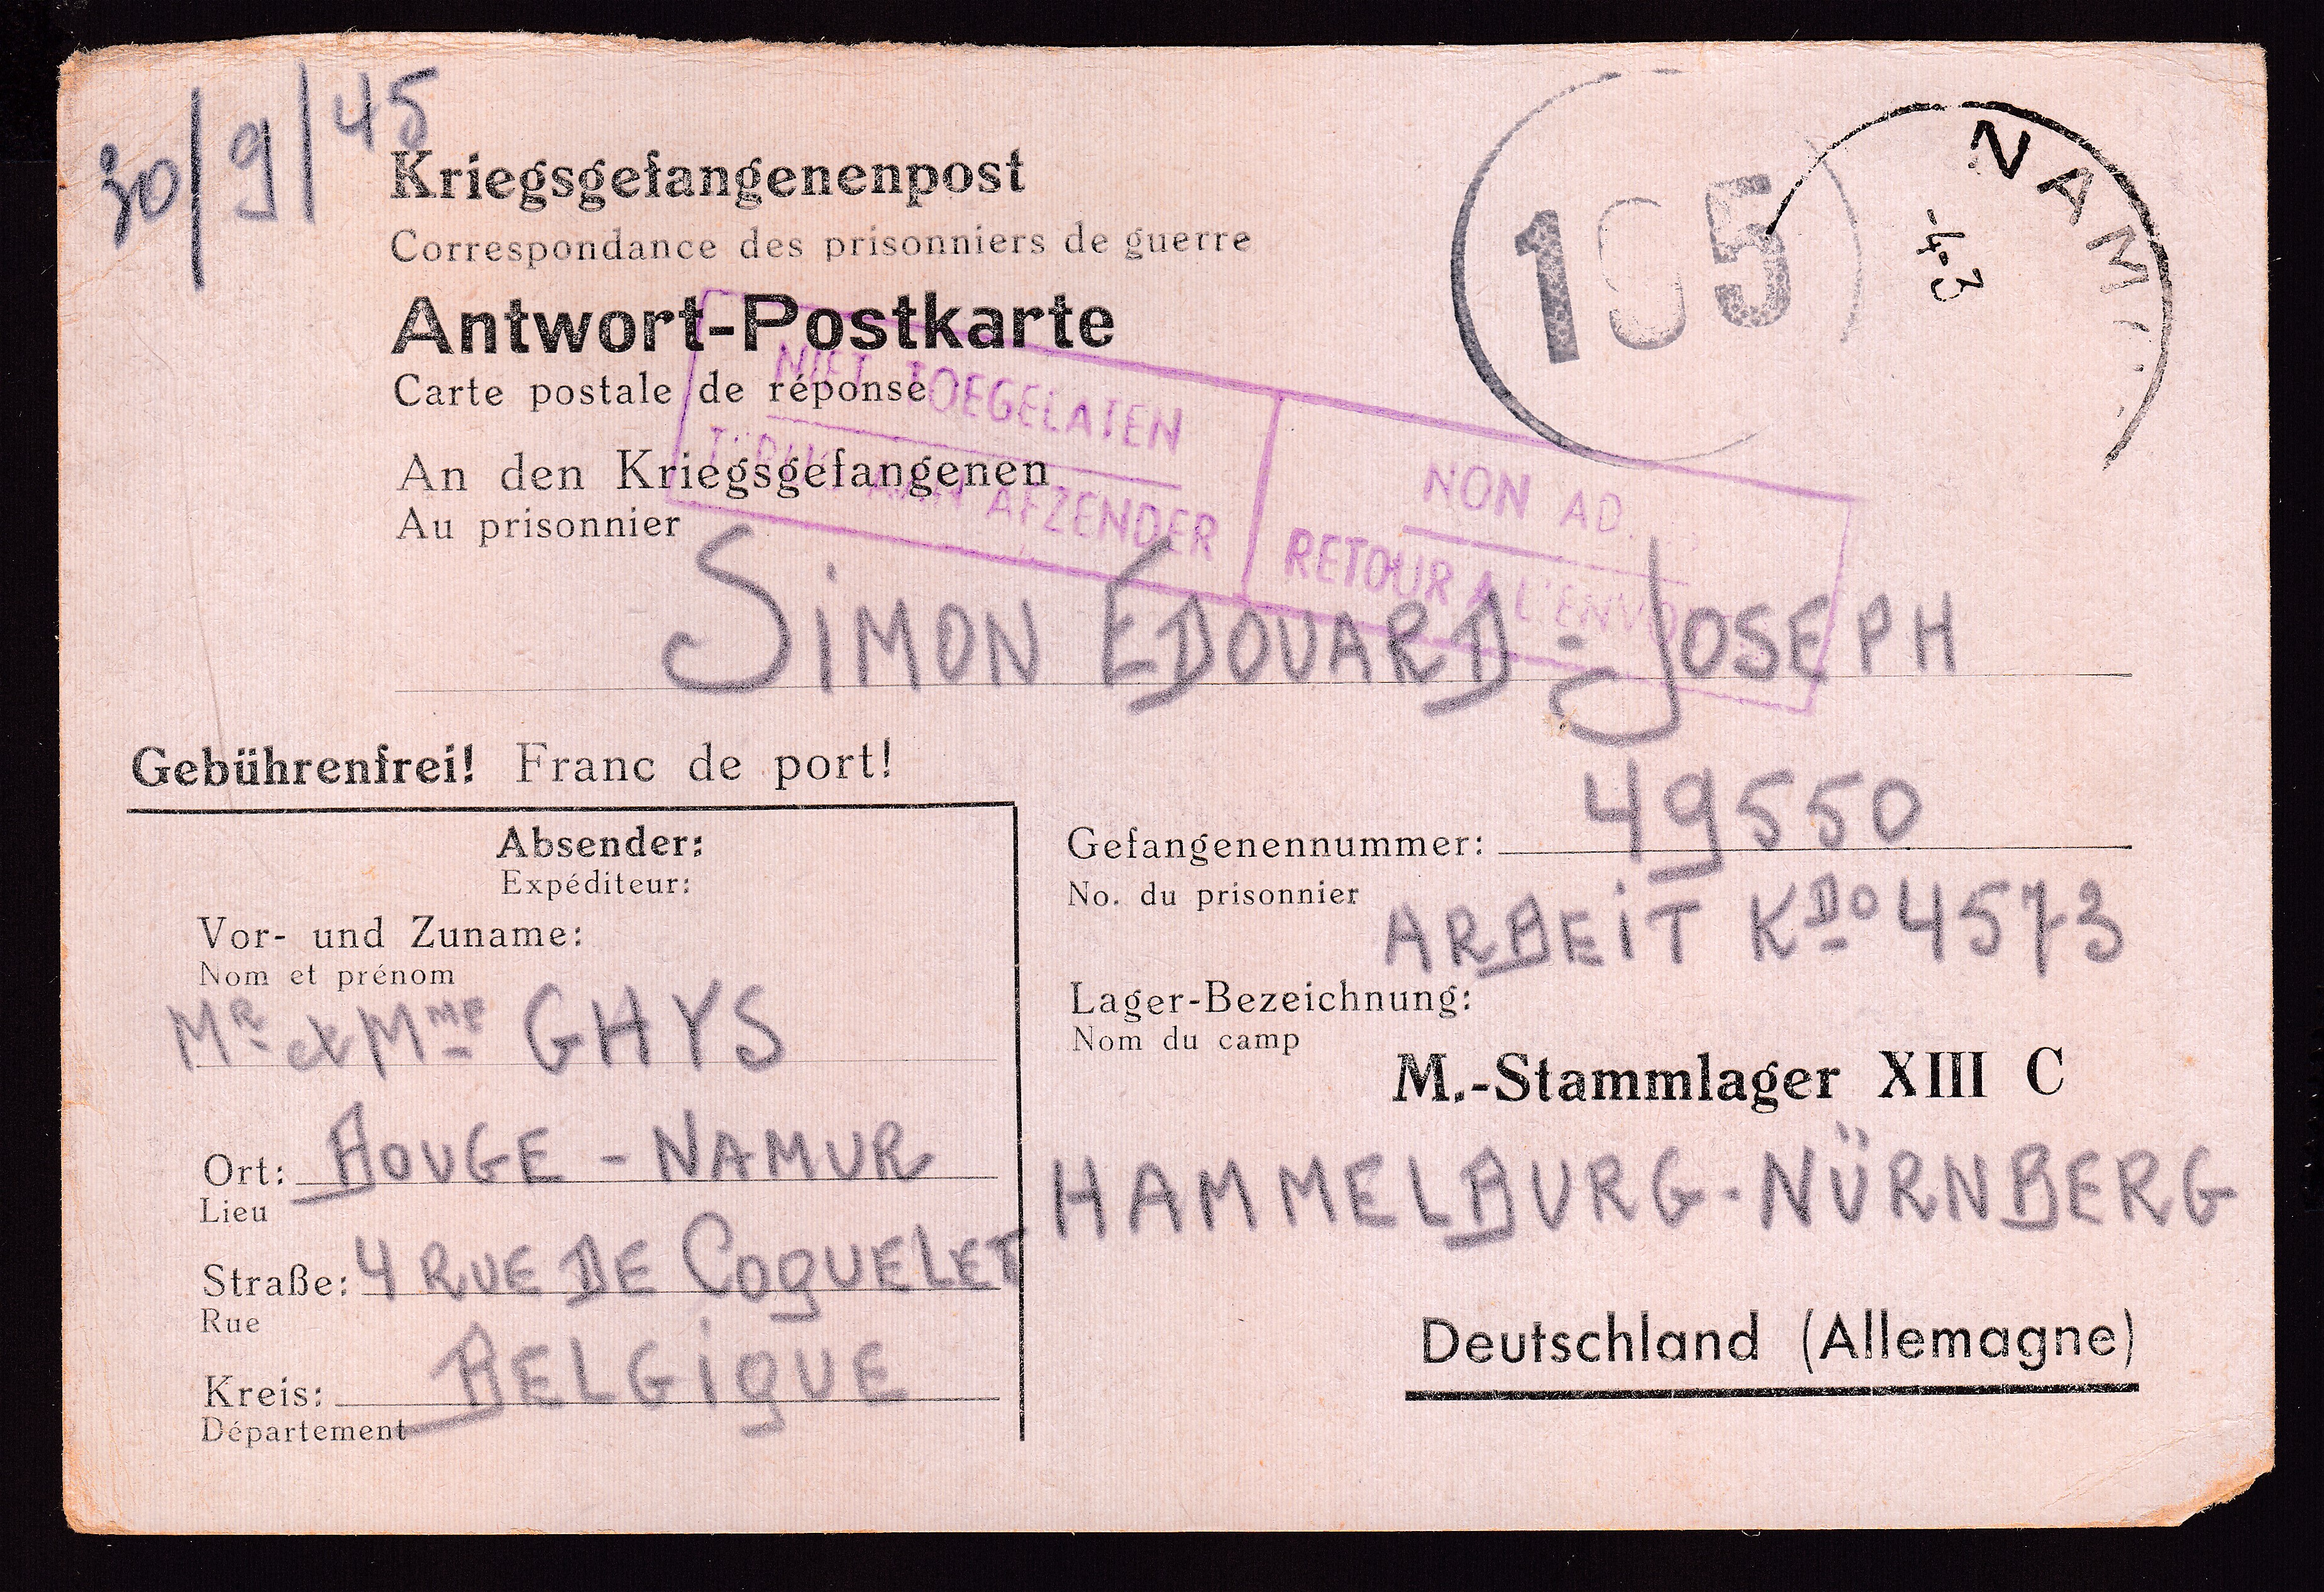 30/9/45
Kriegsgefangenenpost
Correspondance des prisonniers de guerre
Antwort-Postkarte
Carte postale de réponse
An den Kriegsgefangenen
Au prisonnier
195
NAM
-4-3
NIET TOEGELATEN
AAN AFZENDER
NON AD
RETOUR A L'ENVO
SIMON EDOUARD-JOSEPH
Gebührenfrei! Franc de port!
Absender:
Expéditeur:
Vor- und Zuname:
Nom et prénom
Mr et Mme GHYS
Ort: BOUGE - NAMUR
Lieu
Straße: 4 RUE DE COQUELET
Rue
Kreis: BELGIQUE
Département
Gefangenennummer: 49550
No. du prisonnier
ARBEIT KDO 4573
Lager-Bezeichnung:
Nom du camp
M.-Stammlager XIII C
HAMMELBURG-NÜRNBERG
Deutschland (Allemagne)